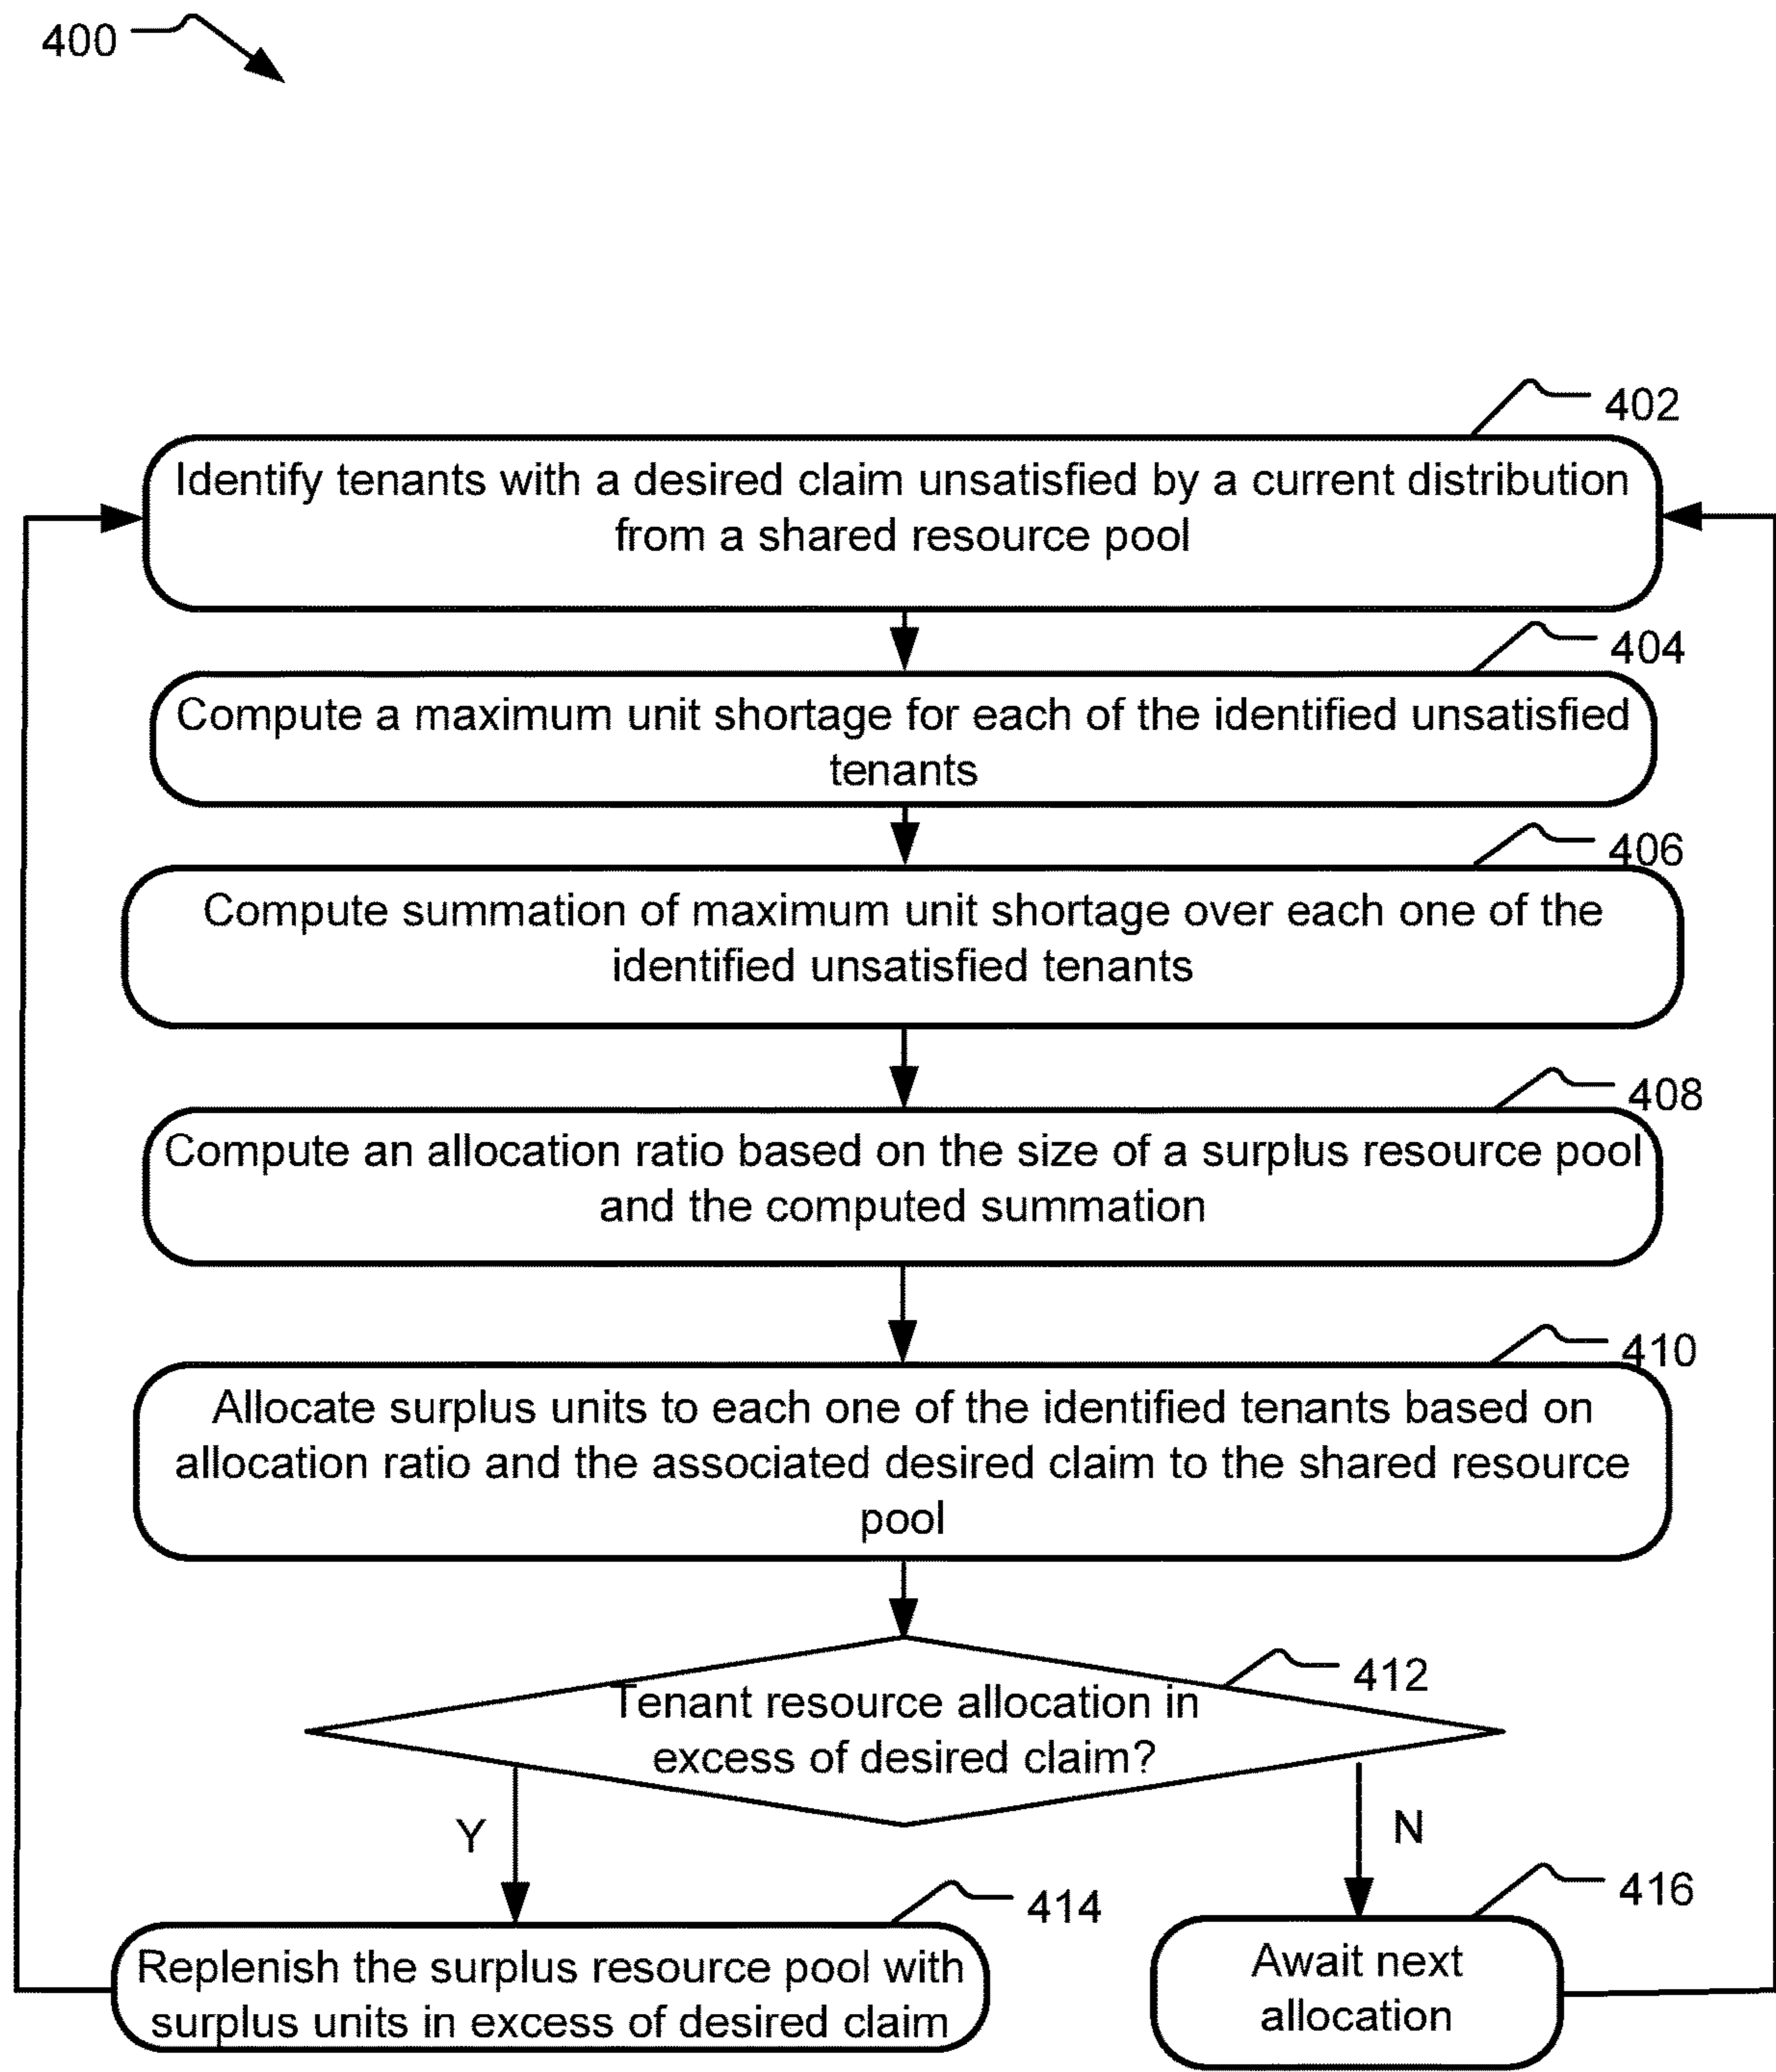 400
402
Identify tenants with a desired claim unsatisfied by a current distribution
from a shared resource pool
404
Compute a maximum unit shortage for each of the identified unsatisfied
tenants
406
Compute summation of maximum unit shortage over each one of the
identified unsatisfied tenants
408
Compute an allocation ratio based on the size of a surplus resource pool
and the computed summation
410
Allocate surplus units to each one of the identified tenants based on
allocation ratio and the associated desired claim to the shared resource
pool
412
Tenant resource allocation in
excess of desired claim?
Y
N
414
416
Replenish the surplus resource pool with
surplus units in excess of desired claim
Await next
allocation